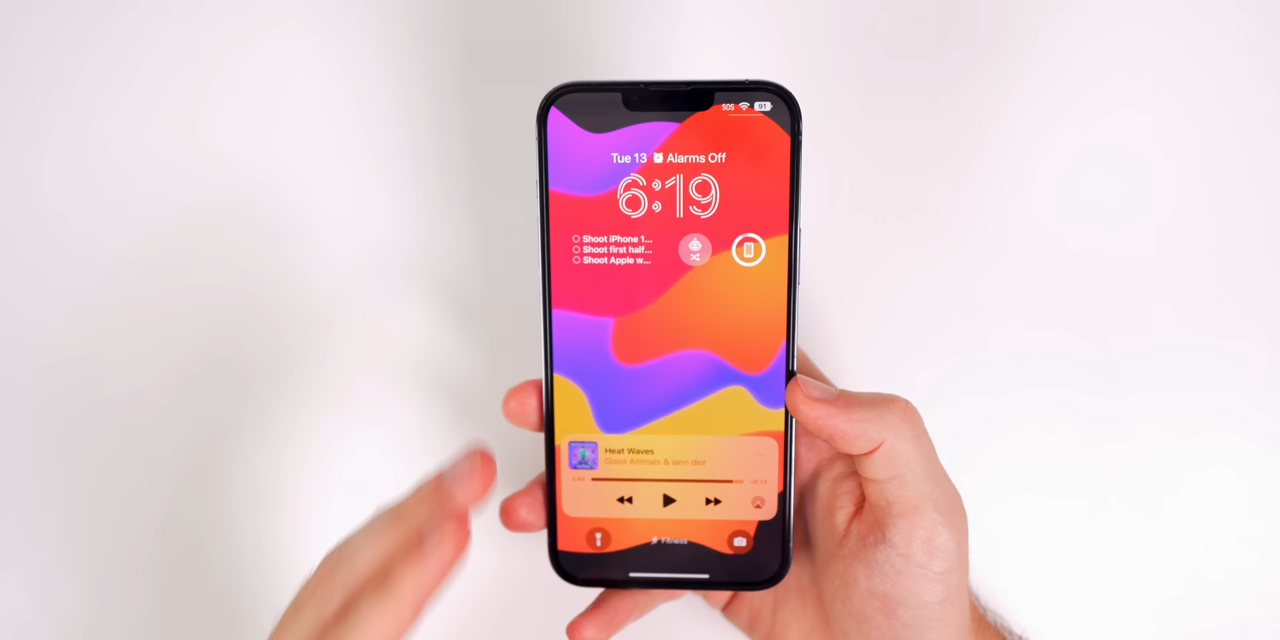 SOS 91
Tue 13 Alarms Off
6:19
Shoot iPhone 1...
Shoot first half...
Shoot Apple w...
Heat Waves
Glass Animals & iann dior
Fitness